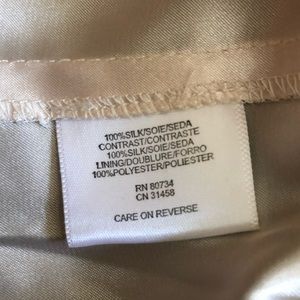 100%SILK/SOIE/SEDA
CONTRAST/CONTRASTE
100%SILK/SOIE/SEDA
LINING/DOUBLURE/FORRO
100%POLYESTER/POLIESTER
RN 80734
CN 31458
CARE ON REVERSE